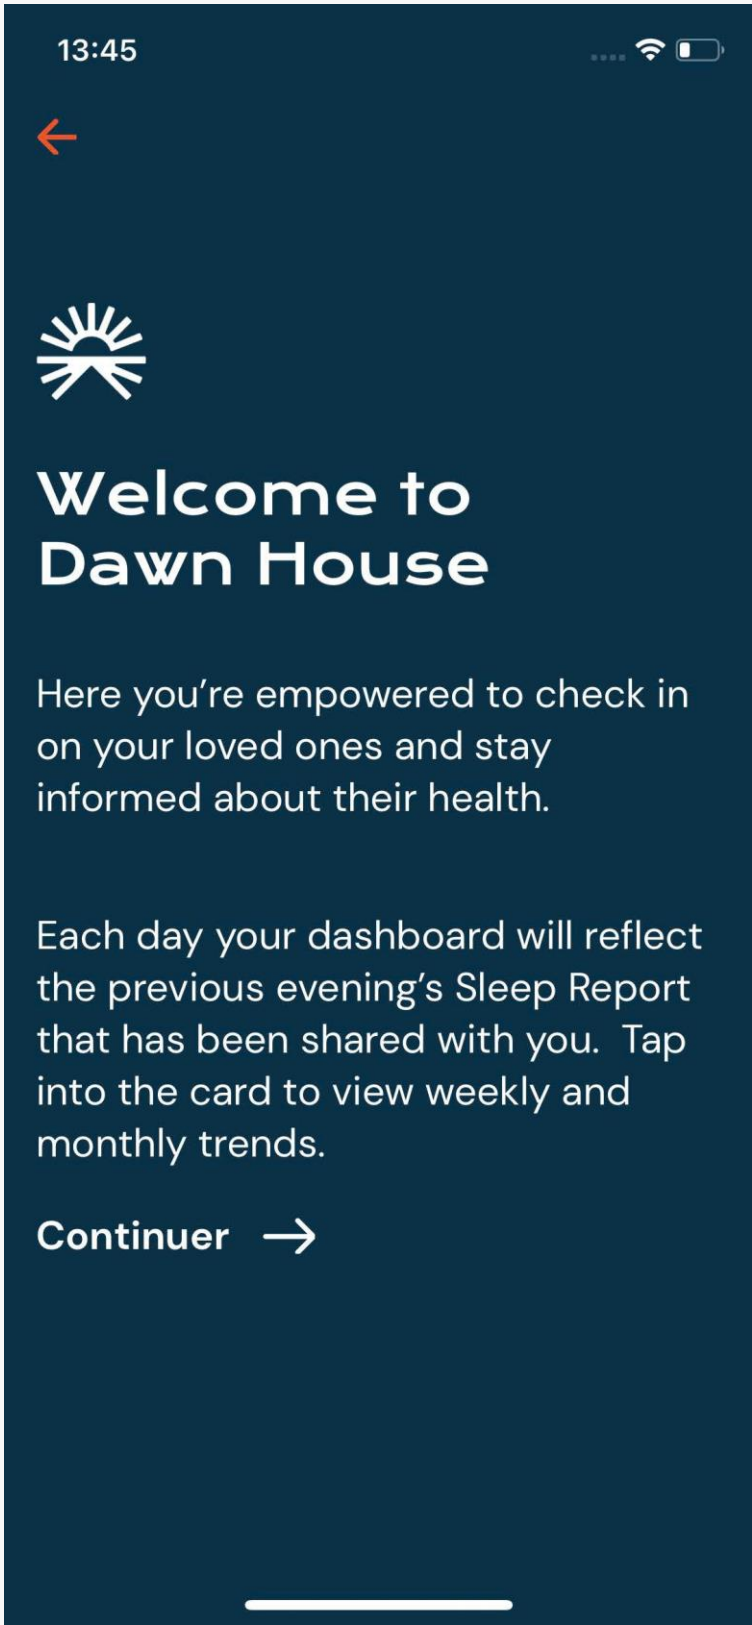 13:45
Welcome to
Dawn House
Here you’re empowered to check in
on your loved ones and stay
informed about their health.
Each day your dashboard will reflect
the previous evening’s Sleep Report
that has been shared with you.  Tap
into the card to view weekly and
monthly trends.
Continuer